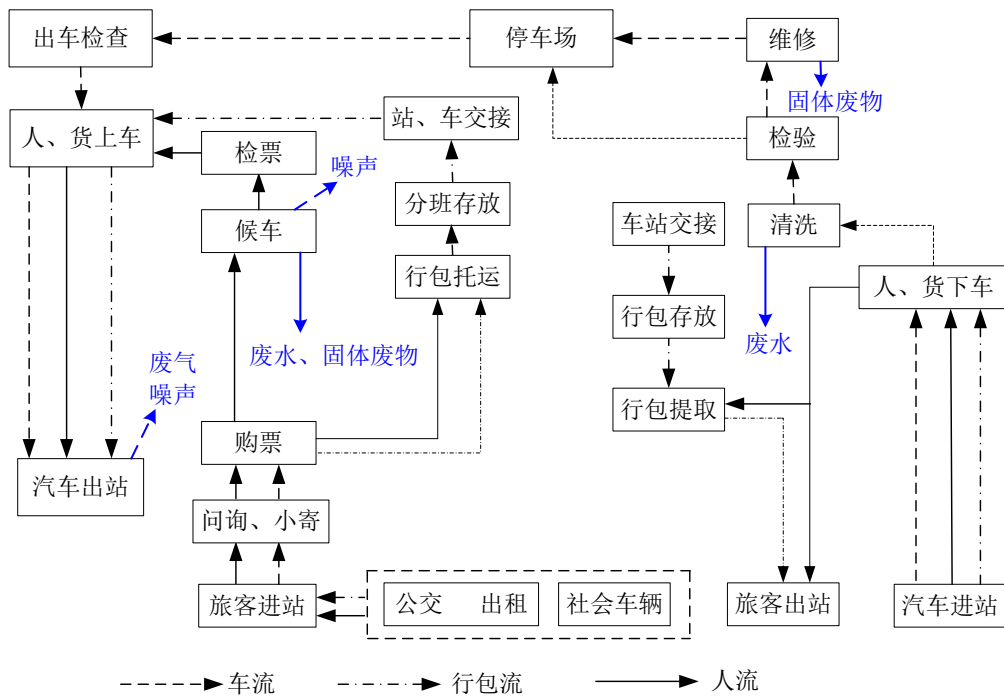 出车检查
停车场
维修
固体废物
人、货上车
站、车交接
检票
噪声
检验
分班存放
候车
车站交接
清洗
行包托运
人、货下车
行包存放
废水、固体废物
废水
废气
噪声
行包提取
购票
汽车出站
问询、小寄
旅客进站
公交 出租
社会车辆
旅客出站
汽车进站
车流
行包流
人流